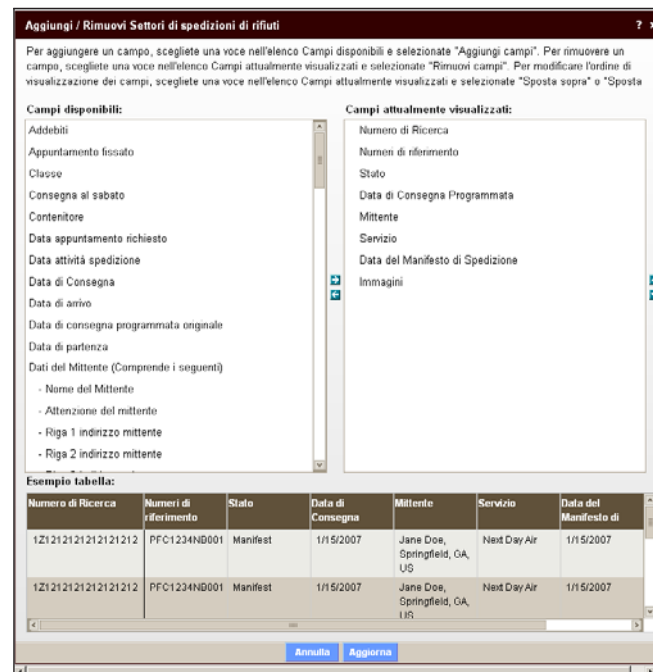 Aggiungi / Rimuovi Settori di spedizioni di rifiuti ?
Per aggiungere un campo, scegliete una voce nell'elenco Campi disponibili e selezionate "Aggiungi campi". Per rimuovere un
campo, scegliete una voce nell'elenco Campi attualmente visualizzati e selezionate "Rimuovi campi". Per modificare l'ordine di
visualizzazione dei campi, scegliete una voce nell'elenco Campi attualmente visualizzati e selezionate "Sposta sopra" o "Sposta
Campi disponibili:
Addebiti
Appuntamento fissato
Classe
Consegna al sabato
Contenitore
Data appuntamento richiesto
Data attività spedizione
Data di Consegna
Data di arrivo
Data di consegna programmata originale
Data di partenza
Dati del Mittente (Comprende i seguenti)
- Nome del Mittente
- Attenzione del mittente
- Riga 1 indirizzo mittente
- Riga 2 indirizzo mittente
Campi attualmente visualizzati:
Numero di Ricerca
Numeri di riferimento
Stato
Data di Consegna Programmata
Mittente
Servizio
Data del Manifesto di Spedizione
Immagini
Esempio tabella:
Numero di Ricerca Numeri di riferimento Stato Data di Consegna Mittente Servizio Data del Manifesto di
1Z1212121212121212 PFC1234NB001 Manifest 1/15/2007 Jane Doe, Springfield, GA, US Next Day Air 1/15/2007
1Z1212121212121212 PFC1234NB001 Manifest 1/15/2007 Jane Doe, Springfield, GA, US Next Day Air 1/15/2007
Annulla Aggiorna